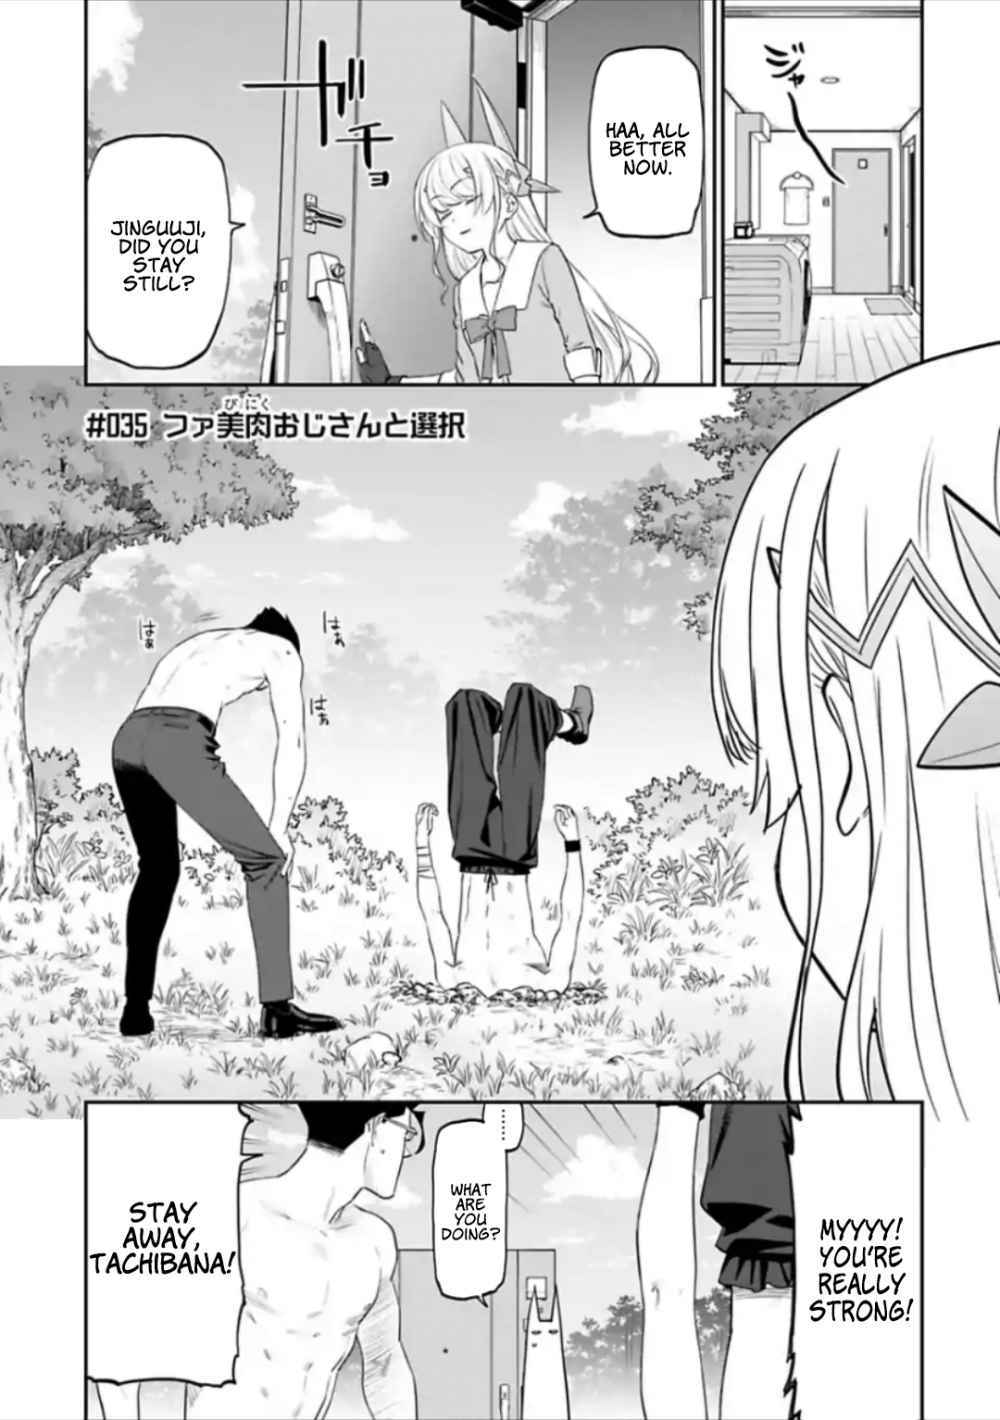 ジャー
HAA, ALL
BETTER
NOW.
ガチョ
JINGUUJI,
DID YOU
STAY
STILL?
#035 ファ美肉おじさんと選択
びにく
はぁ
はぁ
はぁ
MYYYY!
YOU'RE
REALLY
STRONG!
......
WHAT
ARE
YOU
DOING?
STAY
AWAY,
TACHIBANA!